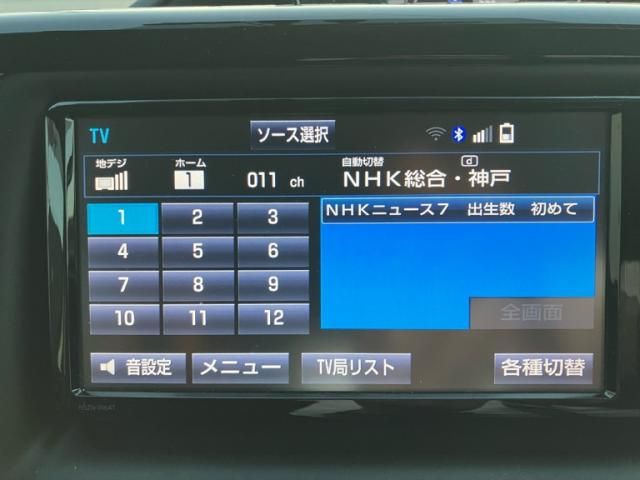 TV
ソース選択
地デジ ホーム 自動切替 d
1 011 ch NHK総合・神戸
1 2 3
NHKニュース7 出生数 初めて
4 5 6
7 8 9
全画面
10 11 12
音設定 メニュー TV局リスト 各種切替